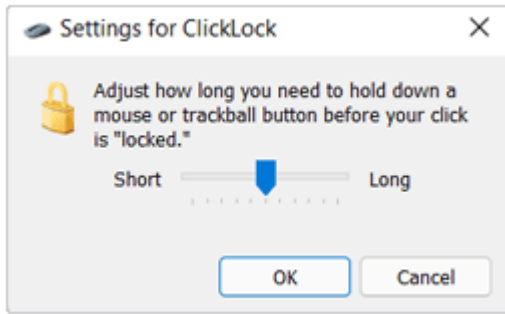 Settings for ClickLock
Adjust how long you need to hold down a
mouse or trackball button before your click
is "locked."
Short Long
OK Cancel